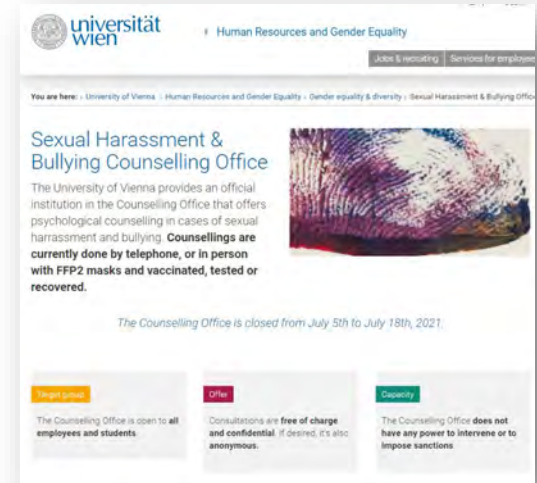 universität
wien
Human Resources and Gender Equality
Jobs & recruiting
Services for employee
You are here: › University of Vienna › Human Resources and Gender Equality › Gender equality & diversity › Sexual Harassment & Bullying Office
Sexual Harassment &
Bullying Counselling Office
The University of Vienna provides an official
institution in the Counselling Office that offers
psychological counselling in cases of sexual
harrassment and bullying. Counsellings are
currently done by telephone, or in person
with FFP2 masks and vaccinated, tested or
recovered.
The Counselling Office is closed from July 5th to July 18th, 2021.
Target group
The Counselling Office is open to all
employees and students.
Offer
Consultations are free of charge
and confidential. If desired, it's also
anonymous.
Capacity
The Counselling Office does not
have any power to intervene or to
impose sanctions.